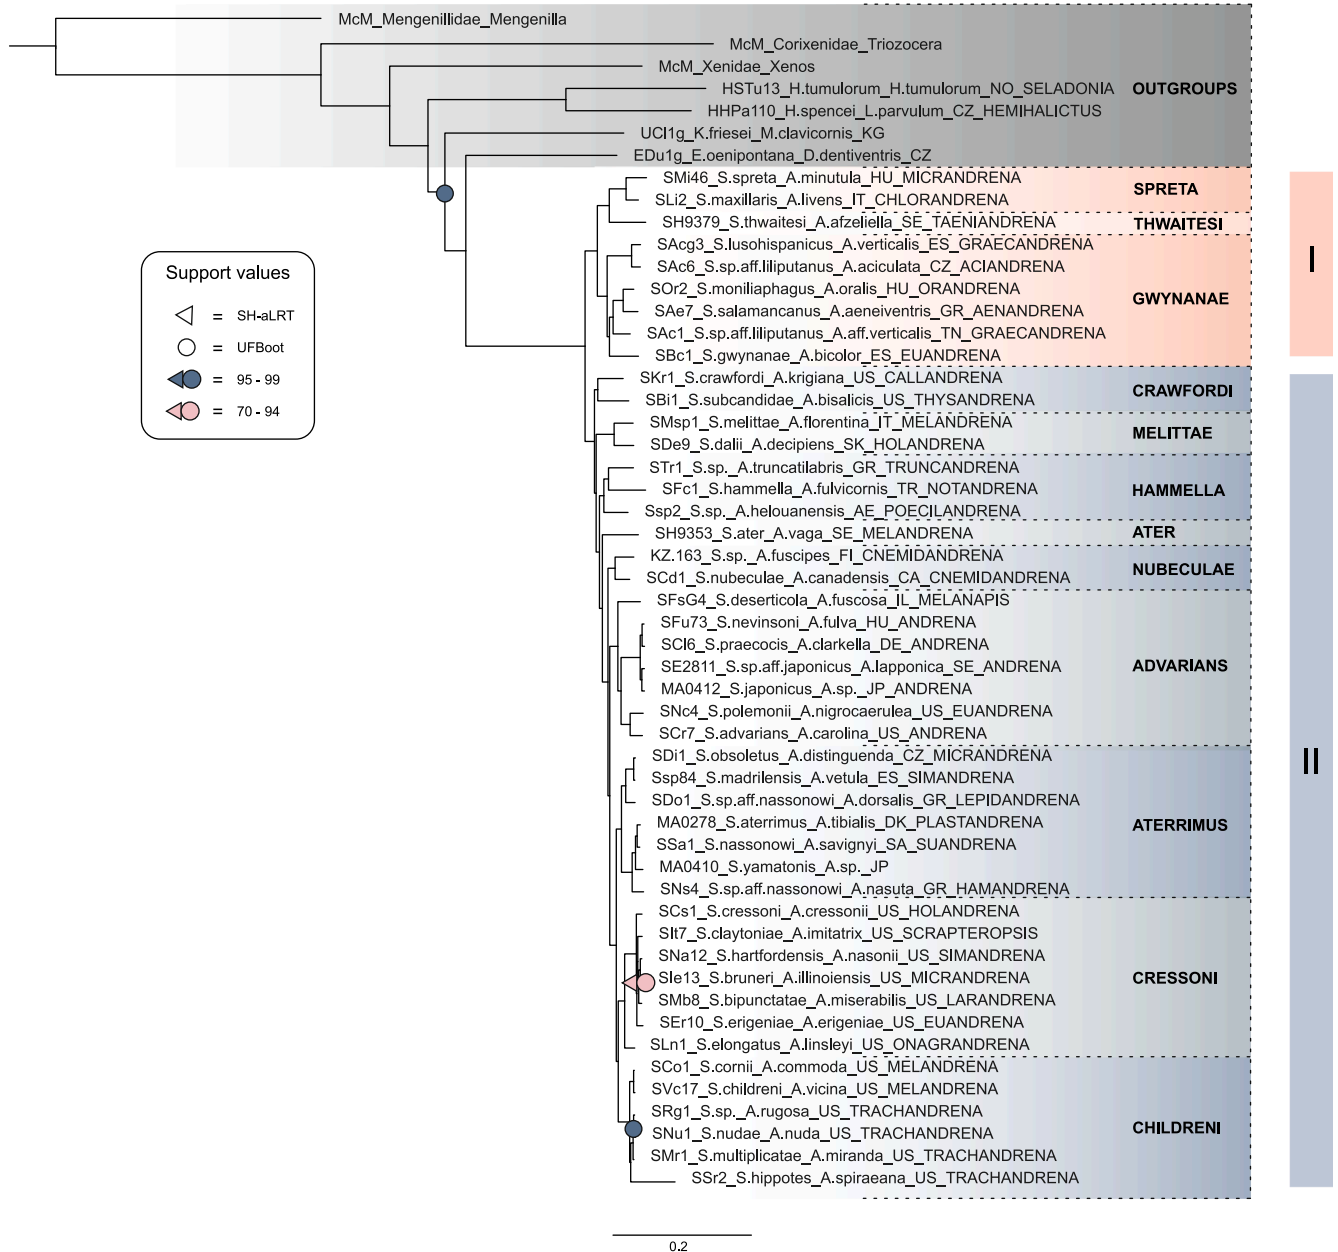 McM_Mengenillidae_Mengenilla
McM_Corixenidae_Triozocera
McM_Xenidae_Xenos
HSTu13_H.tumulorum_H.tumulorum_NO_SELADONIA
OUTGROUPS
HHPa110_H.spencei_L.parvulum_CZ_HEMIHALICTUS
UCl1g_K.friesei_M.clavicornis_KG
EDu1g_E.oenipontana_D.dentiventris_CZ
SMi46_S.spreta_A.minutula_HU_MICRANDRENA
SPRETA
SLi2_S.maxillaris_A.livens_IT_CHLORANDRENA
SH9379_S.thwaitesi_A.afzeliella_SE_TAENIANDRENA
THWAITESI
SAcg3_S.lusohispanicus_A.verticalis_ES_GRAECANDRENA
SAc6_S.sp.aff.liliputanus_A.aciculata_CZ_ACIANDRENA
I
SOr2_S.moniliaphagus_A.oralis_HU_ORANDRENA
GWYNANAE
SAe7_S.salamancanus_A.aeneiventris_GR_AENANDRENA
SAc1_S.sp.aff.liliputanus_A.aff.verticalis_TN_GRAECANDRENA
SBc1_S.gwynanae_A.bicolor_ES_EUANDRENA
Support values
= SH-aLRT
= UFBoot
= 95 - 99
= 70 - 94
SKr1_S.crawfordi_A.krigiana_US_CALLANDRENA
CRAWFORDI
SBi1_S.subcandidae_A.bisalicis_US_THYSANDRENA
SMsp1_S.melittae_A.florentina_IT_MELANDRENA
MELITTAE
SDe9_S.dalii_A.decipiens_SK_HOLANDRENA
STr1_S.sp._A.truncatilabris_GR_TRUNCANDRENA
SFc1_S.hammella_A.fulvicornis_TR_NOTANDRENA
HAMMELLA
Ssp2_S.sp._A.helouanensis_AE_POECILANDRENA
SH9353_S.ater_A.vaga_SE_MELANDRENA
ATER
KZ.163_S.sp._A.fuscipes_FI_CNEMIDANDRENA
NUBECULAE
SCd1_S.nubeculae_A.canadensis_CA_CNEMIDANDRENA
SFsG4_S.deserticola_A.fuscosa_IL_MELANAPIS
SFu73_S.nevinsoni_A.fulva_HU_ANDRENA
SCl6_S.praecocis_A.clarkella_DE_ANDRENA
SE2811_S.sp.aff.japonicus_A.lapponica_SE_ANDRENA
ADVARIANS
MA0412_S.japonicus_A.sp._JP_ANDRENA
SNc4_S.polemonii_A.nigrocaerulea_US_EUANDRENA
SCr7_S.advarians_A.carolina_US_ANDRENA
SDi1_S.obsoletus_A.distinguenda_CZ_MICRANDRENA
II
Ssp84_S.madrilensis_A.vetula_ES_SIMANDRENA
SDo1_S.sp.aff.nassonowi_A.dorsalis_GR_LEPIDANDRENA
MA0278_S.aterrimus_A.tibialis_DK_PLASTANDRENA
ATERRIMUS
SSa1_S.nassonowi_A.savignyi_SA_SUANDRENA
MA0410_S.yamatonis_A.sp._JP
SNs4_S.sp.aff.nassonowi_A.nasuta_GR_HAMANDRENA
SCs1_S.cressoni_A.cressonii_US_HOLANDRENA
SIt7_S.claytoniae_A.imitatrix_US_SCRAPTEROPSIS
SNa12_S.hartfordensis_A.nasonii_US_SIMANDRENA
SIe13_S.bruneri_A.illinoiensis_US_MICRANDRENA
CRESSONI
SMb8_S.bipunctatae_A.miserabilis_US_LARANDRENA
SEr10_S.erigeniae_A.erigeniae_US_EUANDRENA
SLn1_S.elongatus_A.linsleyi_US_ONAGRANDRENA
SCo1_S.cornii_A.commoda_US_MELANDRENA
SVc17_S.childreni_A.vicina_US_MELANDRENA
SRg1_S.sp._A.rugosa_US_TRACHANDRENA
SNu1_S.nudae_A.nuda_US_TRACHANDRENA
CHILDRENI
SMr1_S.multiplicatae_A.miranda_US_TRACHANDRENA
SSr2_S.hippotes_A.spiraeana_US_TRACHANDRENA
0.2